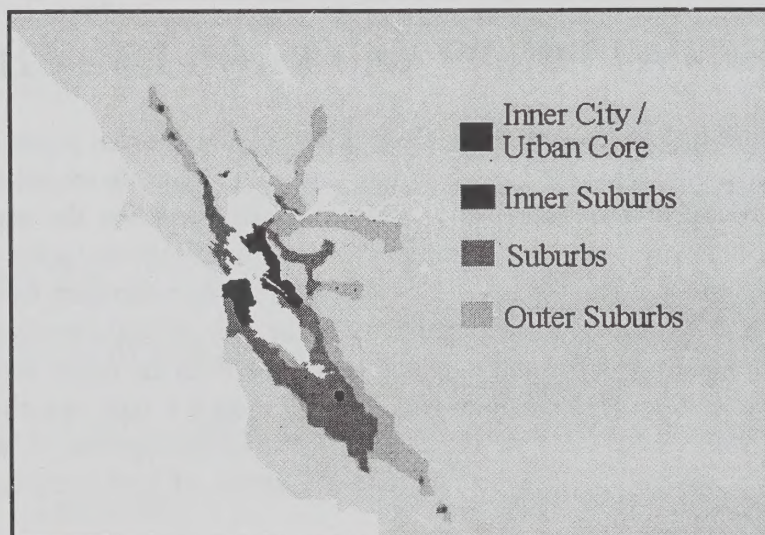 Inner City /
Urban Core
Inner Suburbs
Suburbs
Outer Suburbs